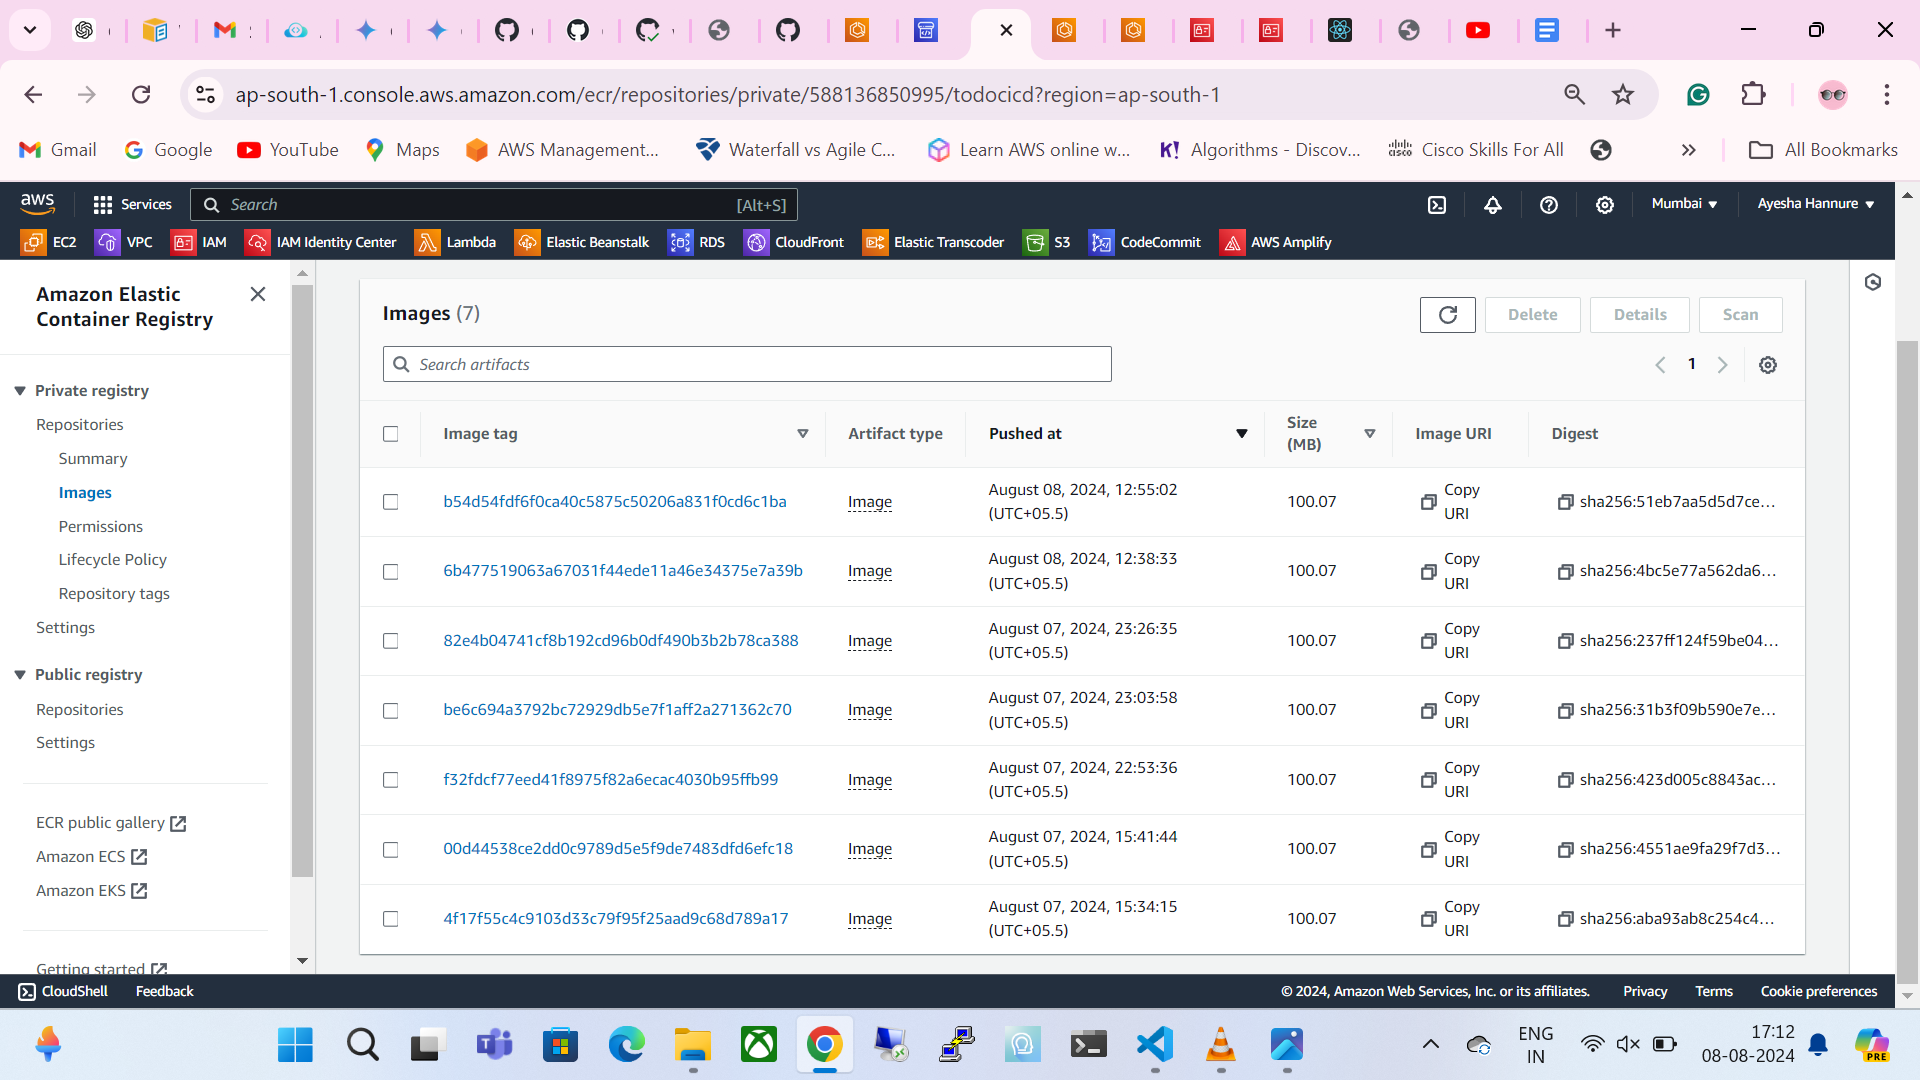 ap-south-1.console.aws.amazon.com/ecr/repositories/private/588136850995/todocicd?region=ap-south-1
Gmail Google YouTube Maps AWS Management... Waterfall vs Agile C... Learn AWS online w... Algorithms - Discov... Cisco Skills For All » All Bookmarks
aws Services Search [Alt+S] Mumbai Ayesha Hannure
EC2 VPC IAM IAM Identity Center Lambda Elastic Beanstalk RDS CloudFront Elastic Transcoder S3 CodeCommit AWS Amplify
Amazon Elastic
Container Registry
Private registry
Repositories
Summary
Images
Permissions
Lifecycle Policy
Repository tags
Settings
Public registry
Repositories
Settings
ECR public gallery
Amazon ECS
Amazon EKS
Getting started
Images (7)
Delete Details Scan
Search artifacts
1
Image tag Artifact type Pushed at Size (MB) Image URI Digest
b54d54fdf6f0ca40c5875c50206a831f0cd6c1ba Image August 08, 2024, 12:55:02 (UTC+05.5) 100.07 Copy URI sha256:51eb7aa5d5d7ce...
6b477519063a67031f44ede11a46e34375e7a39b Image August 08, 2024, 12:38:33 (UTC+05.5) 100.07 Copy URI sha256:4bc5e77a562da6...
82e4b04741cf8b192cd96b0df490b3b2b78ca388 Image August 07, 2024, 23:26:35 (UTC+05.5) 100.07 Copy URI sha256:237ff124f59be04...
be6c694a3792bc72929db5e7f1aff2a271362c70 Image August 07, 2024, 23:03:58 (UTC+05.5) 100.07 Copy URI sha256:31b3f09b590e7e...
f32fdcf77eed41f8975f82a6ecac4030b95ffb99 Image August 07, 2024, 22:53:36 (UTC+05.5) 100.07 Copy URI sha256:423d005c8843ac...
00d44538ce2dd0c9789d5e5f9de7483dfd6efc18 Image August 07, 2024, 15:41:44 (UTC+05.5) 100.07 Copy URI sha256:4551ae9fa29f7d3...
4f17f55c4c9103d33c79f95f25aad9c68d789a17 Image August 07, 2024, 15:34:15 (UTC+05.5) 100.07 Copy URI sha256:aba93ab8c254c4...
CloudShell Feedback © 2024, Amazon Web Services, Inc. or its affiliates. Privacy Terms Cookie preferences
ENG 17:12
IN 08-08-2024 PRE